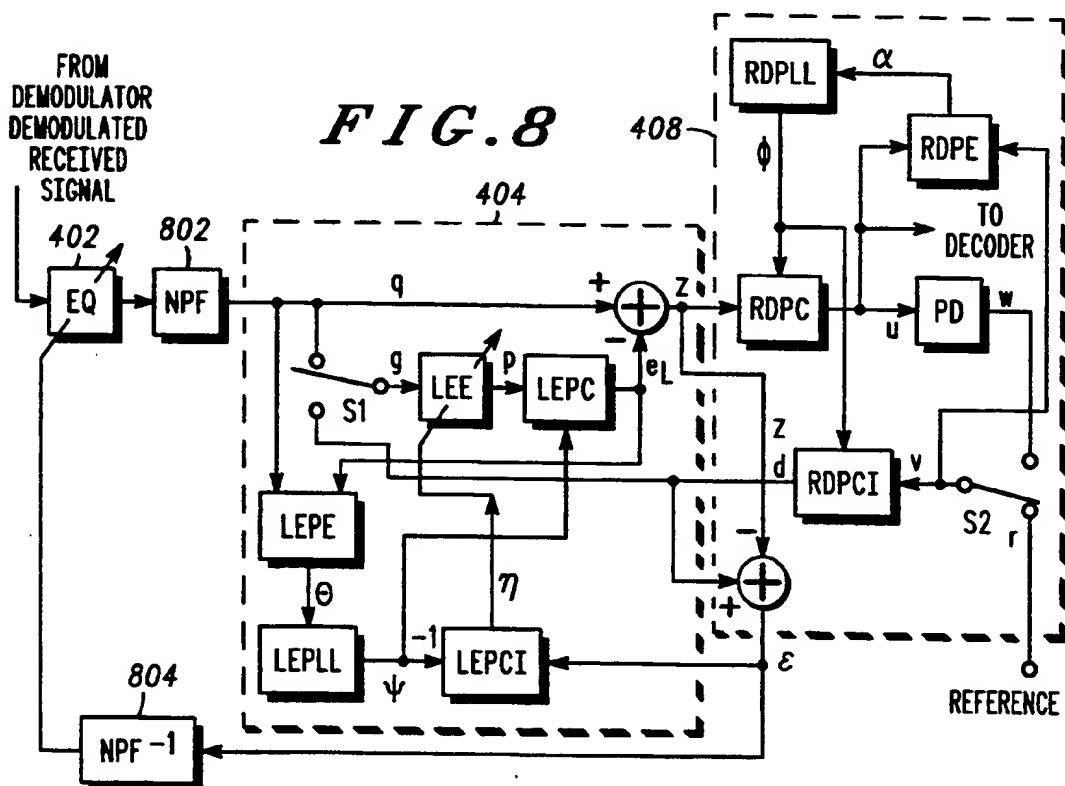 FROM
DEMODULATOR
DEMODULATED
RECEIVED
SIGNAL
FIG.8
408
RDPLL
α
RDPE
ϕ
TO
DECODER
404
402
EQ
802
NPF
q
+
-
z
RDPC
u
PD
w
g
LEE
p
LEPC
eL
S1
z
d
RDPCI
v
S2
r
LEPE
-
+
θ
η
LEPLL
ψ
-1
LEPCI
ε
REFERENCE
804
NPF-1